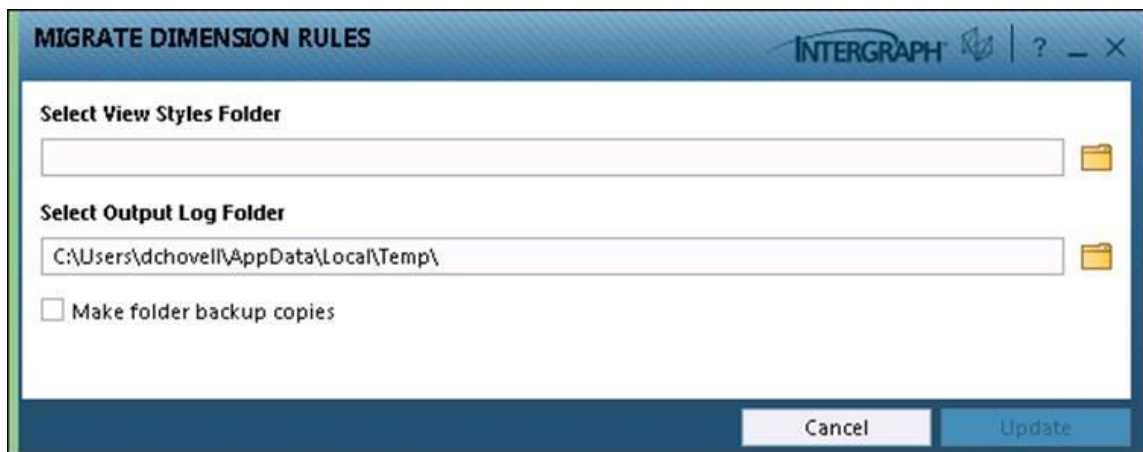 MIGRATE DIMENSION RULES
INTERGRAPH ?
Select View Styles Folder
Select Output Log Folder
C:\Users\dchovell\AppData\Local\Temp\
Make folder backup copies
Cancel Update